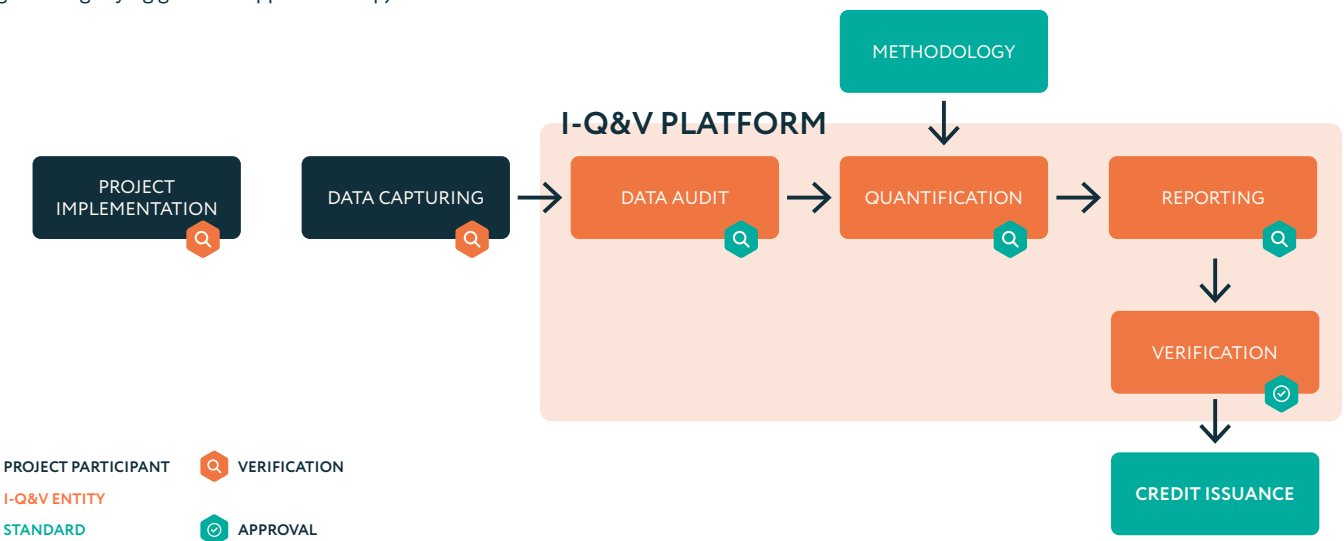 METHODOLOGY
I-Q&V PLATFORM
PROJECT
IMPLEMENTATION
DATA CAPTURING
DATA AUDIT
QUANTIFICATION
REPORTING
VERIFICATION
CREDIT ISSUANCE
PROJECT PARTICIPANT
VERIFICATION
I-Q&V ENTITY
STANDARD
APPROVAL